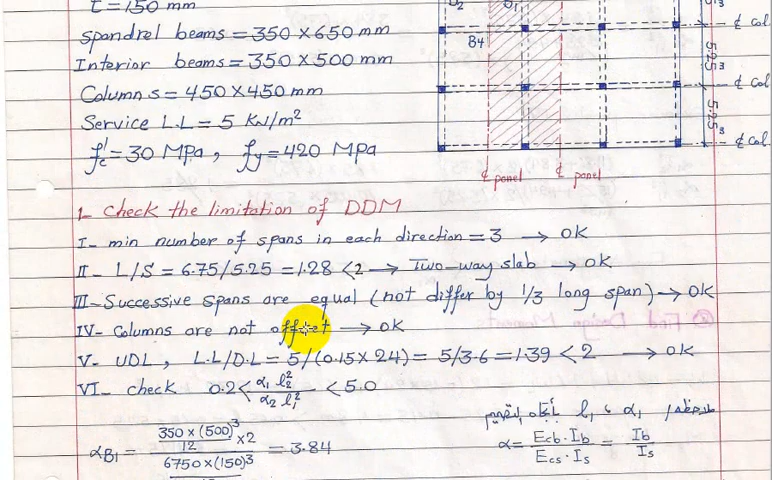 t = 150 mm
Spandrel beams = 350 × 650 mm
Interior beams = 350 × 500 mm
Columns = 450 × 450 mm
Service L.L = 5 KN/m²
f'c = 30 MPa, fy = 420 MPa
B4
¢ col
5.25
¢ col
5.25
¢ col
¢ panel ¢ panel
1- check the limitation of DDM
I- min number of spans in each direction = 3 → OK
II- L/S = 6.75/5.25 = 1.28 < 2 → Two-way slab → OK
III- Successive spans are equal (not differ by 1/3 long span) → OK
IV- Columns are not offset → OK
V- UDL, L.L/D.L = 5/(0.15 × 24) = 5/3.6 = 1.39 < 2 → OK
VI- check 0.2 < α₁ l₂² / α₂ l₁² < 5.0
l₁ و α₁
αB1 = (350 × (500)³/12 × 2) / (6750 × (150)³ = 3.84
α = Ecb · Ib / Ecs · Is = Ib / Is